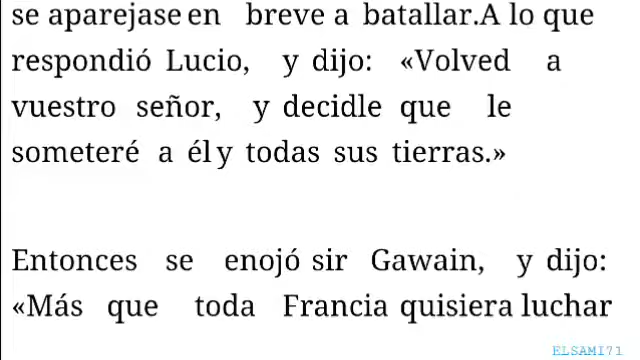 se aparejase en breve a batallar.A lo que
respondió Lucio, y dijo: «Volved a
vuestro señor, y decidle que le
someteré a él y todas sus tierras.»
Entonces se enojó sir Gawain, y dijo:
«Más que toda Francia quisiera luchar
ELSAMI71